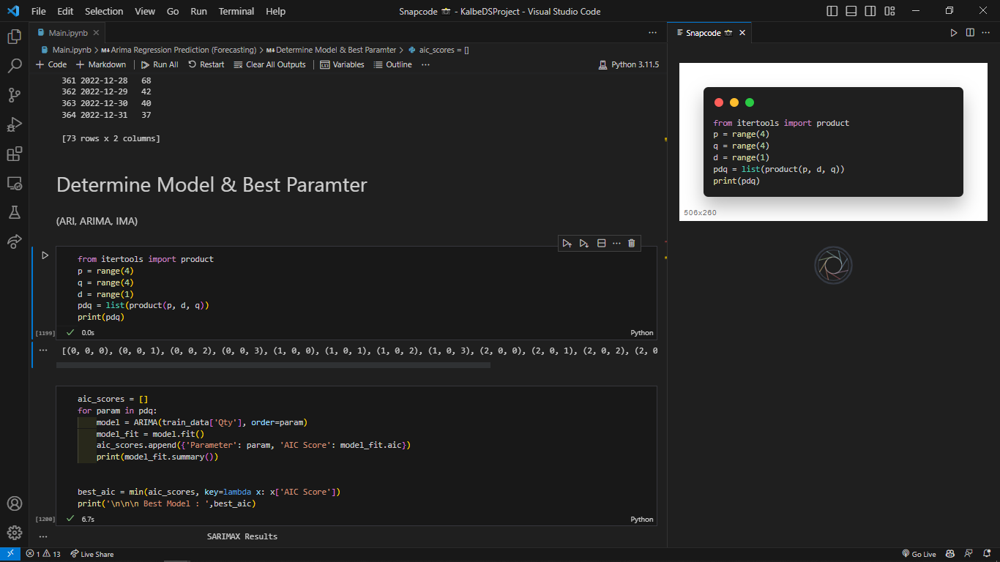 File Edit Selection View Go Run Terminal Help
Snapcode 📸 - KalbeDSProject - Visual Studio Code
Main.ipynb
Main.ipynb > M↓Arima Regression Prediction (Forecasting) > M↓Determine Model & Best Paramter > aic_scores = []
+ Code + Markdown | Run All Restart Clear All Outputs | Variables Outline ...
Python 3.11.5
361 2022-12-28 68
362 2022-12-29 42
363 2022-12-30 40
364 2022-12-31 37
[73 rows x 2 columns]
Determine Model & Best Paramter
(ARI, ARIMA, IMA)
from itertools import product
p = range(4)
q = range(4)
d = range(1)
pdq = list(product(p, d, q))
print(pdq)
[1199] ✓ 0.0s
Python
... [(0, 0, 0), (0, 0, 1), (0, 0, 2), (0, 0, 3), (1, 0, 0), (1, 0, 1), (1, 0, 2), (1, 0, 3), (2, 0, 0), (2, 0, 1), (2, 0, 2), (2, 0
aic_scores = []
for param in pdq:
    model = ARIMA(train_data['Qty'], order=param)
    model_fit = model.fit()
    aic_scores.append({'Parameter': param, 'AIC Score': model_fit.aic})
    print(model_fit.summary())
best_aic = min(aic_scores, key=lambda x: x['AIC Score'])
print('\n\n\n Best Model : ',best_aic)
[1200] ✓ 6.7s
Python
... SARIMAX Results
Snapcode 📸
from itertools import product
p = range(4)
q = range(4)
d = range(1)
pdq = list(product(p, d, q))
print(pdq)
506x260
1 13 Live Share
Go Live